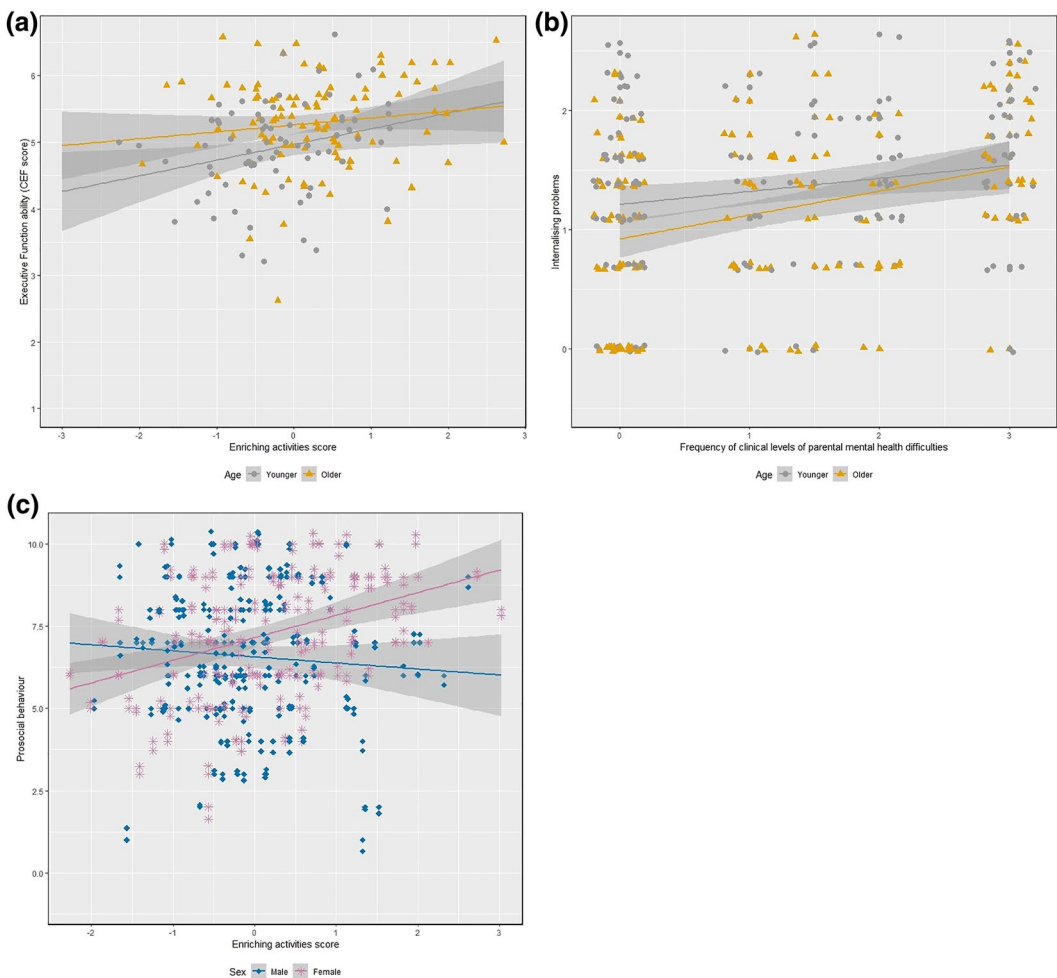 (a)
Executive Function ability (CEF score)
6
5
4
3
2
1
-3 -2 -1 0 1 2 3
Enriching activities score
Age Younger Older
(b)
Internalising problems
2
1
0
0 1 2 3
Frequency of clinical levels of parental mental health difficulties
Age Younger Older
(c)
Prosocial behaviour
10.0
7.5
5.0
2.5
0.0
-2 -1 0 1 2 3
Enriching activities score
Sex Male Female